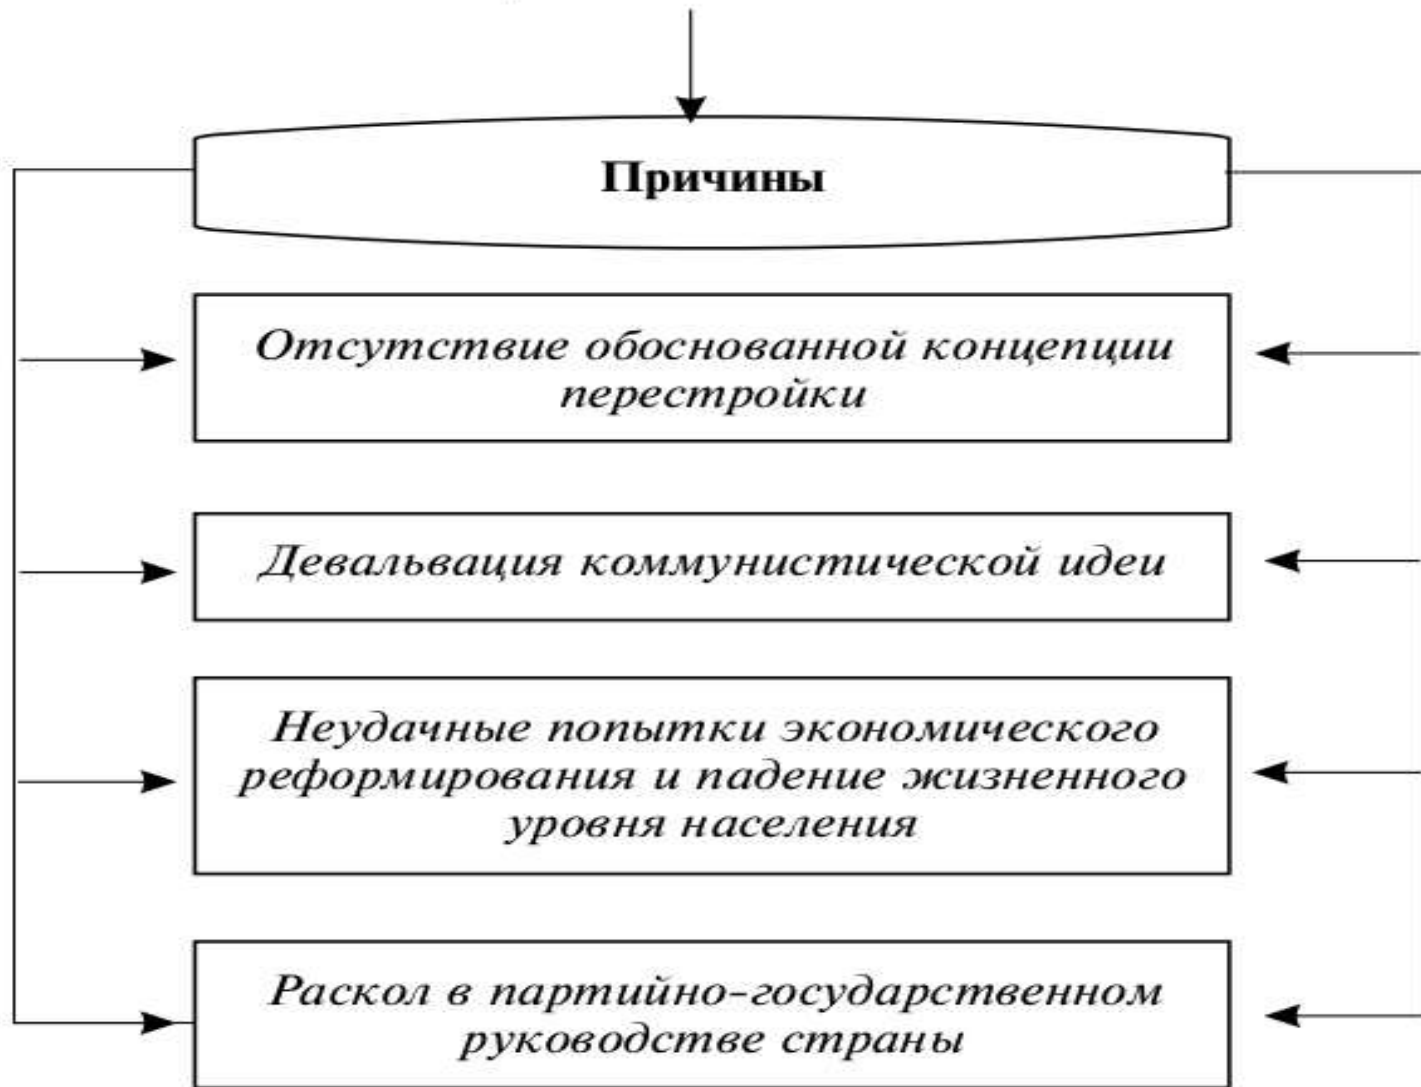 Причины
Отсутствие обоснованной концепции
перестройки
Девальвация коммунистической идеи
Неудачные попытки экономического
реформирования и падение жизненного
уровня населения
Раскол в партийно-государственном
руководстве страны